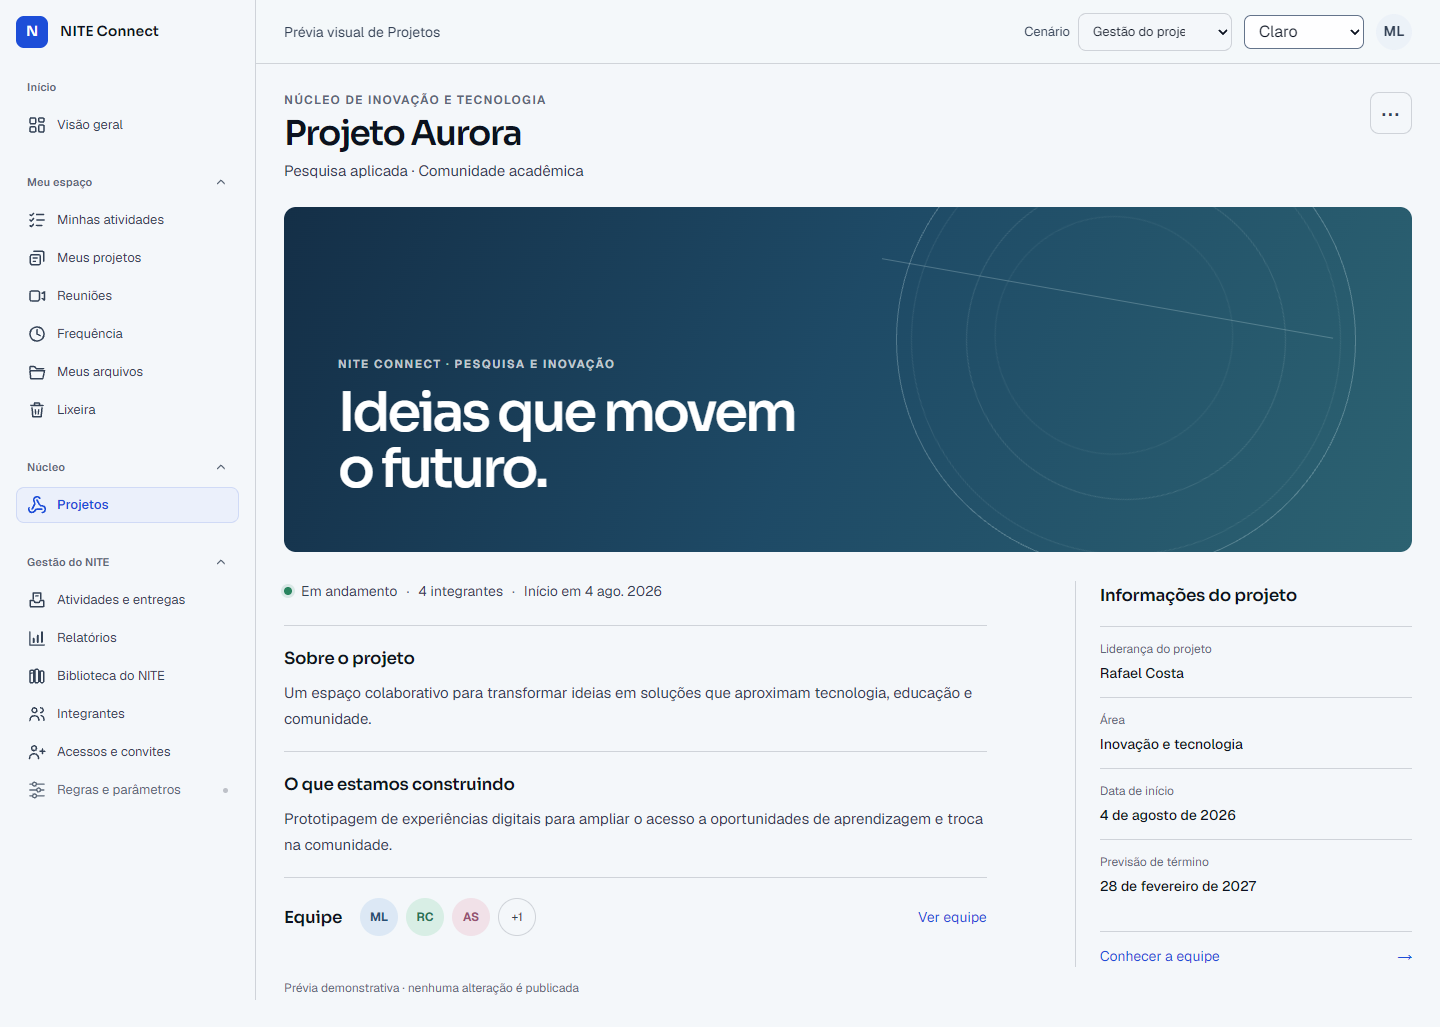 N
NITE Connect
Início
Visão geral
Meu espaço
Minhas atividades
Meus projetos
Reuniões
Frequência
Meus arquivos
Lixeira
Núcleo
Projetos
Gestão do NITE
Atividades e entregas
Relatórios
Biblioteca do NITE
Integrantes
Acessos e convites
Regras e parâmetros
Prévia visual de Projetos
Cenário
Gestão do proje
Claro
ML
NÚCLEO DE INOVAÇÃO E TECNOLOGIA
Projeto Aurora
Pesquisa aplicada · Comunidade acadêmica
...
NITE CONNECT · PESQUISA E INOVAÇÃO
Ideias que movem
o futuro.
Em andamento · 4 integrantes · Início em 4 ago. 2026
Sobre o projeto
Um espaço colaborativo para transformar ideias em soluções que aproximam tecnologia, educação e
comunidade.
O que estamos construindo
Prototipagem de experiências digitais para ampliar o acesso a oportunidades de aprendizagem e troca
na comunidade.
Equipe
ML
RC
AS
+1
Ver equipe
Informações do projeto
Liderança do projeto
Rafael Costa
Área
Inovação e tecnologia
Data de início
4 de agosto de 2026
Previsão de término
28 de fevereiro de 2027
Conhecer a equipe →
Prévia demonstrativa · nenhuma alteração é publicada